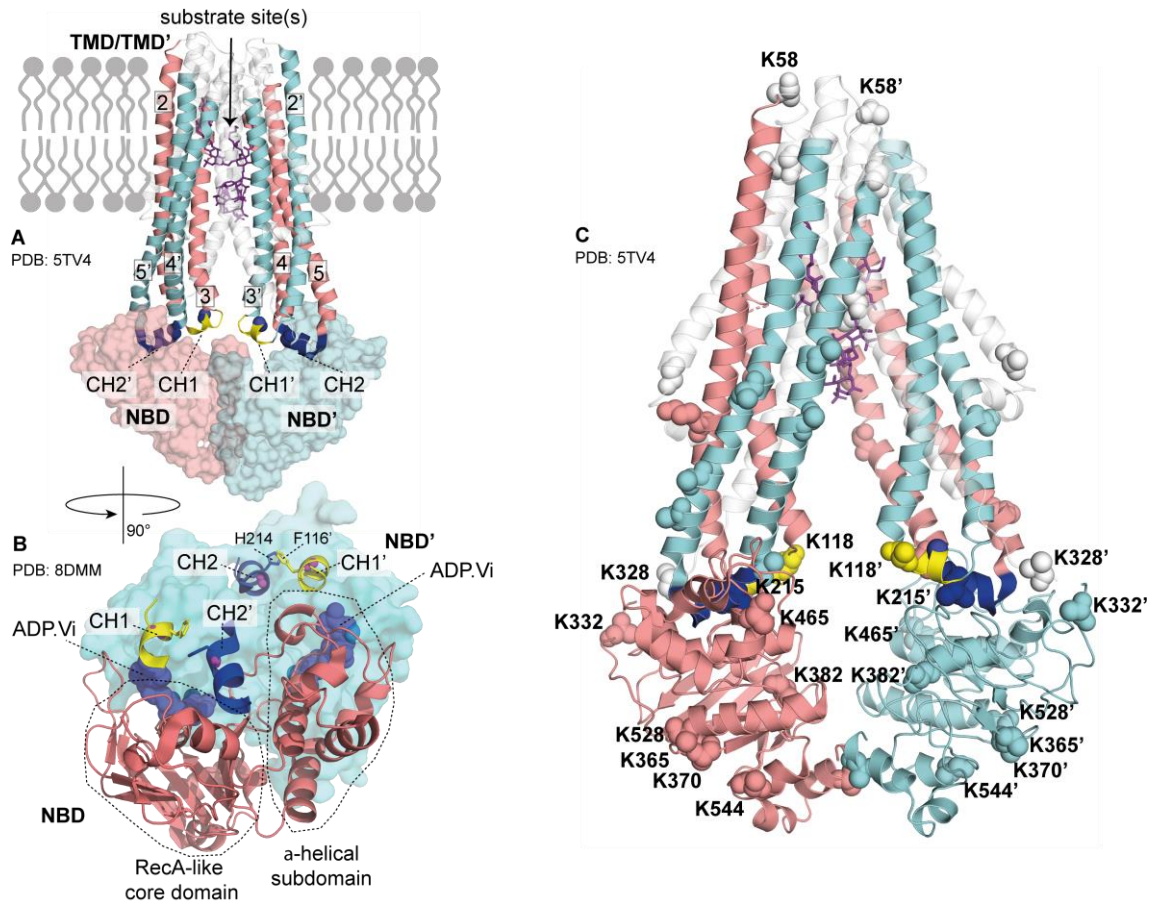 substrate site(s)
TMD/TMD’
2
2’
A
PDB: 5TV4
5’
4’
3
3’
4
5
CH2’
CH1
CH1’
CH2
NBD
NBD’
90°
B
PDB: 8DMM
H214
F116’
NBD’
CH2
CH1’
ADP.Vi
CH1
CH2’
ADP.Vi
NBD
RecA-like
core domain
a-helical
subdomain
C
PDB: 5TV4
K58
K58’
K118
K118’
K328
K328’
K215
K215’
K332
K332’
K465
K465’
K382
K382’
K528
K528’
K365
K365’
K370
K370’
K544
K544’